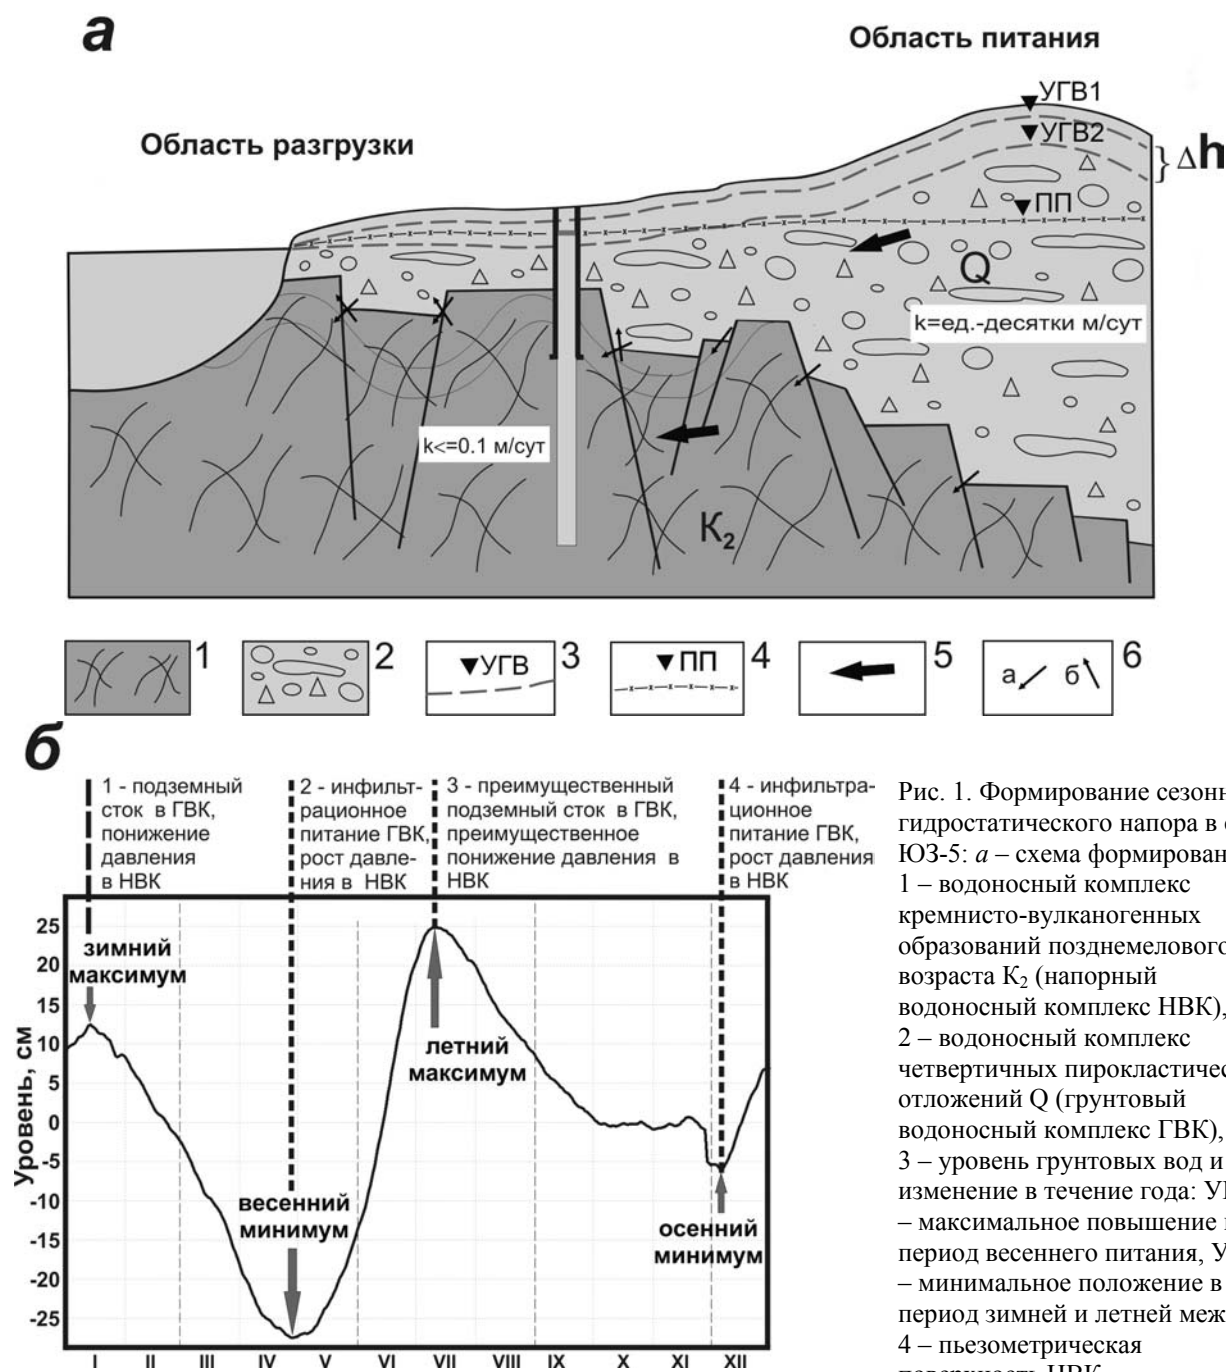 а
Область питания
Область разгрузки
▼УГВ1
▼УГВ2
} Δh
▼ПП
Q
k=ед.-десятки м/сут
k<=0.1 м/сут
К₂
1
2
▼УГВ 3
▼ПП 4
5
а б 6
б
1 - подземный
сток в ГВК,
понижение
давления
в НВК
2 - инфильт-
рационное
питание ГВК,
рост давле-
ния в НВК
3 - преимущественный
подземный сток в ГВК,
преимущественное
понижение давления в
НВК
4 - инфильтра-
ционное
питание ГВК,
рост давления
в НВК
Уровень, см
25
20
15
10
5
0
-5
-10
-15
-20
-25
зимний
максимум
весенний
минимум
летний
максимум
осенний
минимум
I II III IV V VI VII VIII IX X XI XII
Рис. 1. Формирование сезонн
гидростатического напора в
ЮЗ-5: а – схема формирован
1 – водоносный комплекс
кремнисто-вулканогенных
образований позднемелового
возраста К₂ (напорный
водоносный комплекс НВК),
2 – водоносный комплекс
четвертичных пирокластичес
отложений Q (грунтовый
водоносный комплекс ГВК),
3 – уровень грунтовых вод и
изменение в течение года:
– максимальное повышение
период весеннего питания,
– минимальное положение в
период зимней и летней меж
4 – пьезометрическая